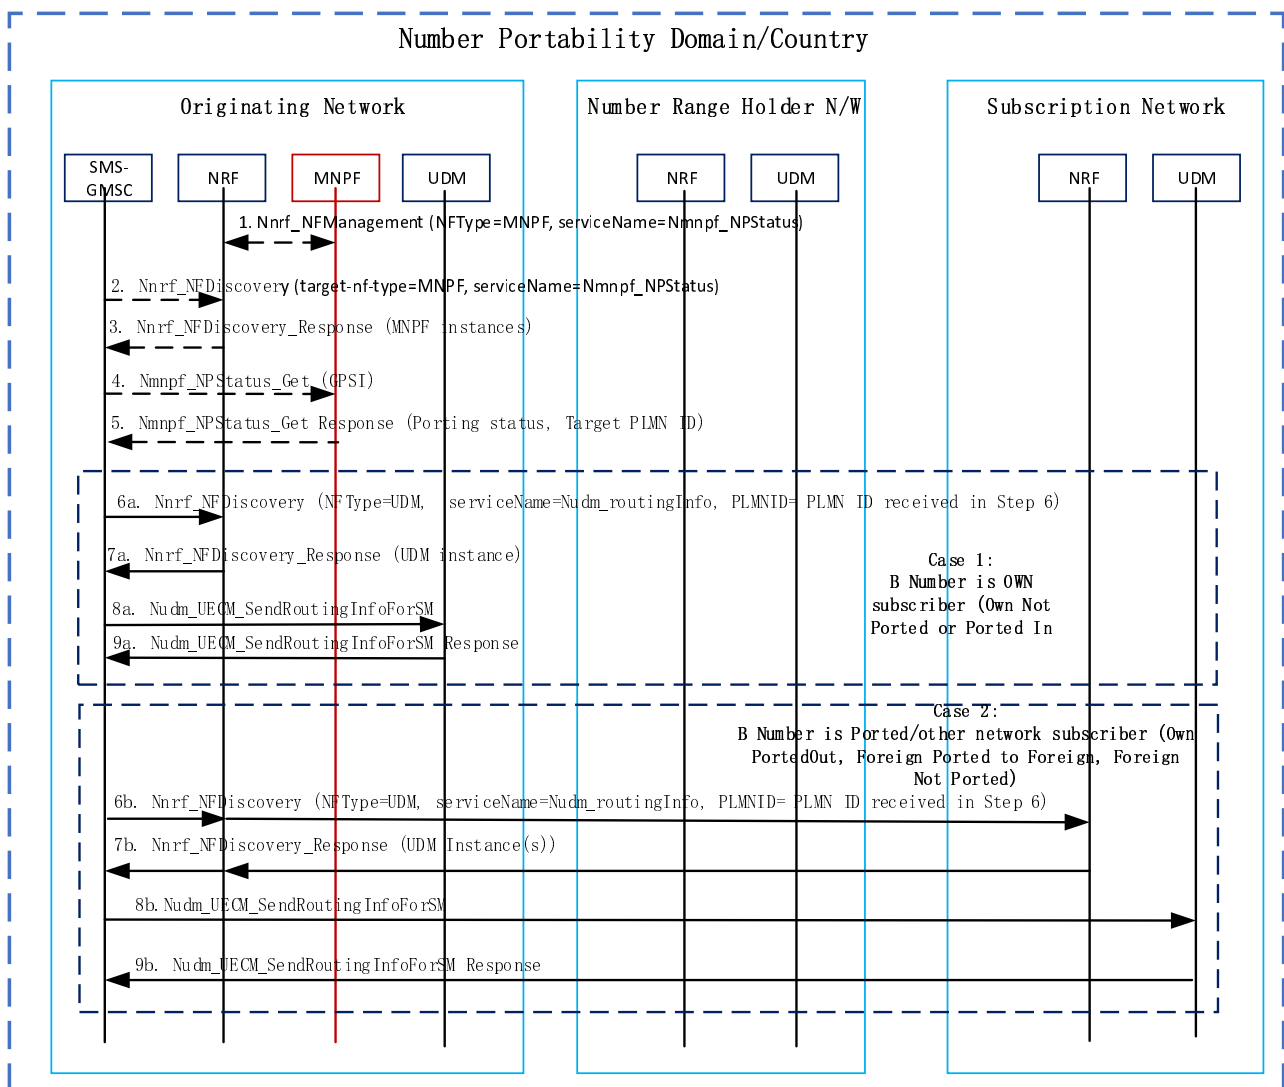 Number Portability Domain/Country
Originating Network
Number Range Holder N/W
Subscription Network
SMS-
GMSC
NRF
MNPF
UDM
NRF
UDM
NRF
UDM
1. Nnrf_NFManagement (NFType=MNPF, serviceName=Nmnpf_NPStatus)
2. Nnrf_NFDiscovery (target-nf-type=MNPF, serviceName=Nmnpf_NPStatus)
3. Nnrf_NFDiscovery_Response (MNPF instances)
4. Nmnpf_NPStatus_Get (GPSI)
5. Nmnpf_NPStatus_Get Response (Porting status, Target PLMN ID)
6a. Nnrf_NFDiscovery (NFType=UDM, serviceName=Nudm_routingInfo, PLMNID= PLMN ID received in Step 6)
7a. Nnrf_NFDiscovery_Response (UDM instance)
Case 1:
B Number is OWN
subscriber (Own Not
Ported or Ported In
8a. Nudm_UECM_SendRoutingInfoForSM
9a. Nudm_UECM_SendRoutingInfoForSM Response
Case 2:
B Number is Ported/other network subscriber (Own
PortedOut, Foreign Ported to Foreign, Foreign
Not Ported)
6b. Nnrf_NFDiscovery (NFType=UDM, serviceName=Nudm_routingInfo, PLMNID= PLMN ID received in Step 6)
7b. Nnrf_NFDiscovery_Response (UDM Instance(s))
8b. Nudm_UECM_SendRoutingInfoForSM
9b. Nudm_UECM_SendRoutingInfoForSM Response